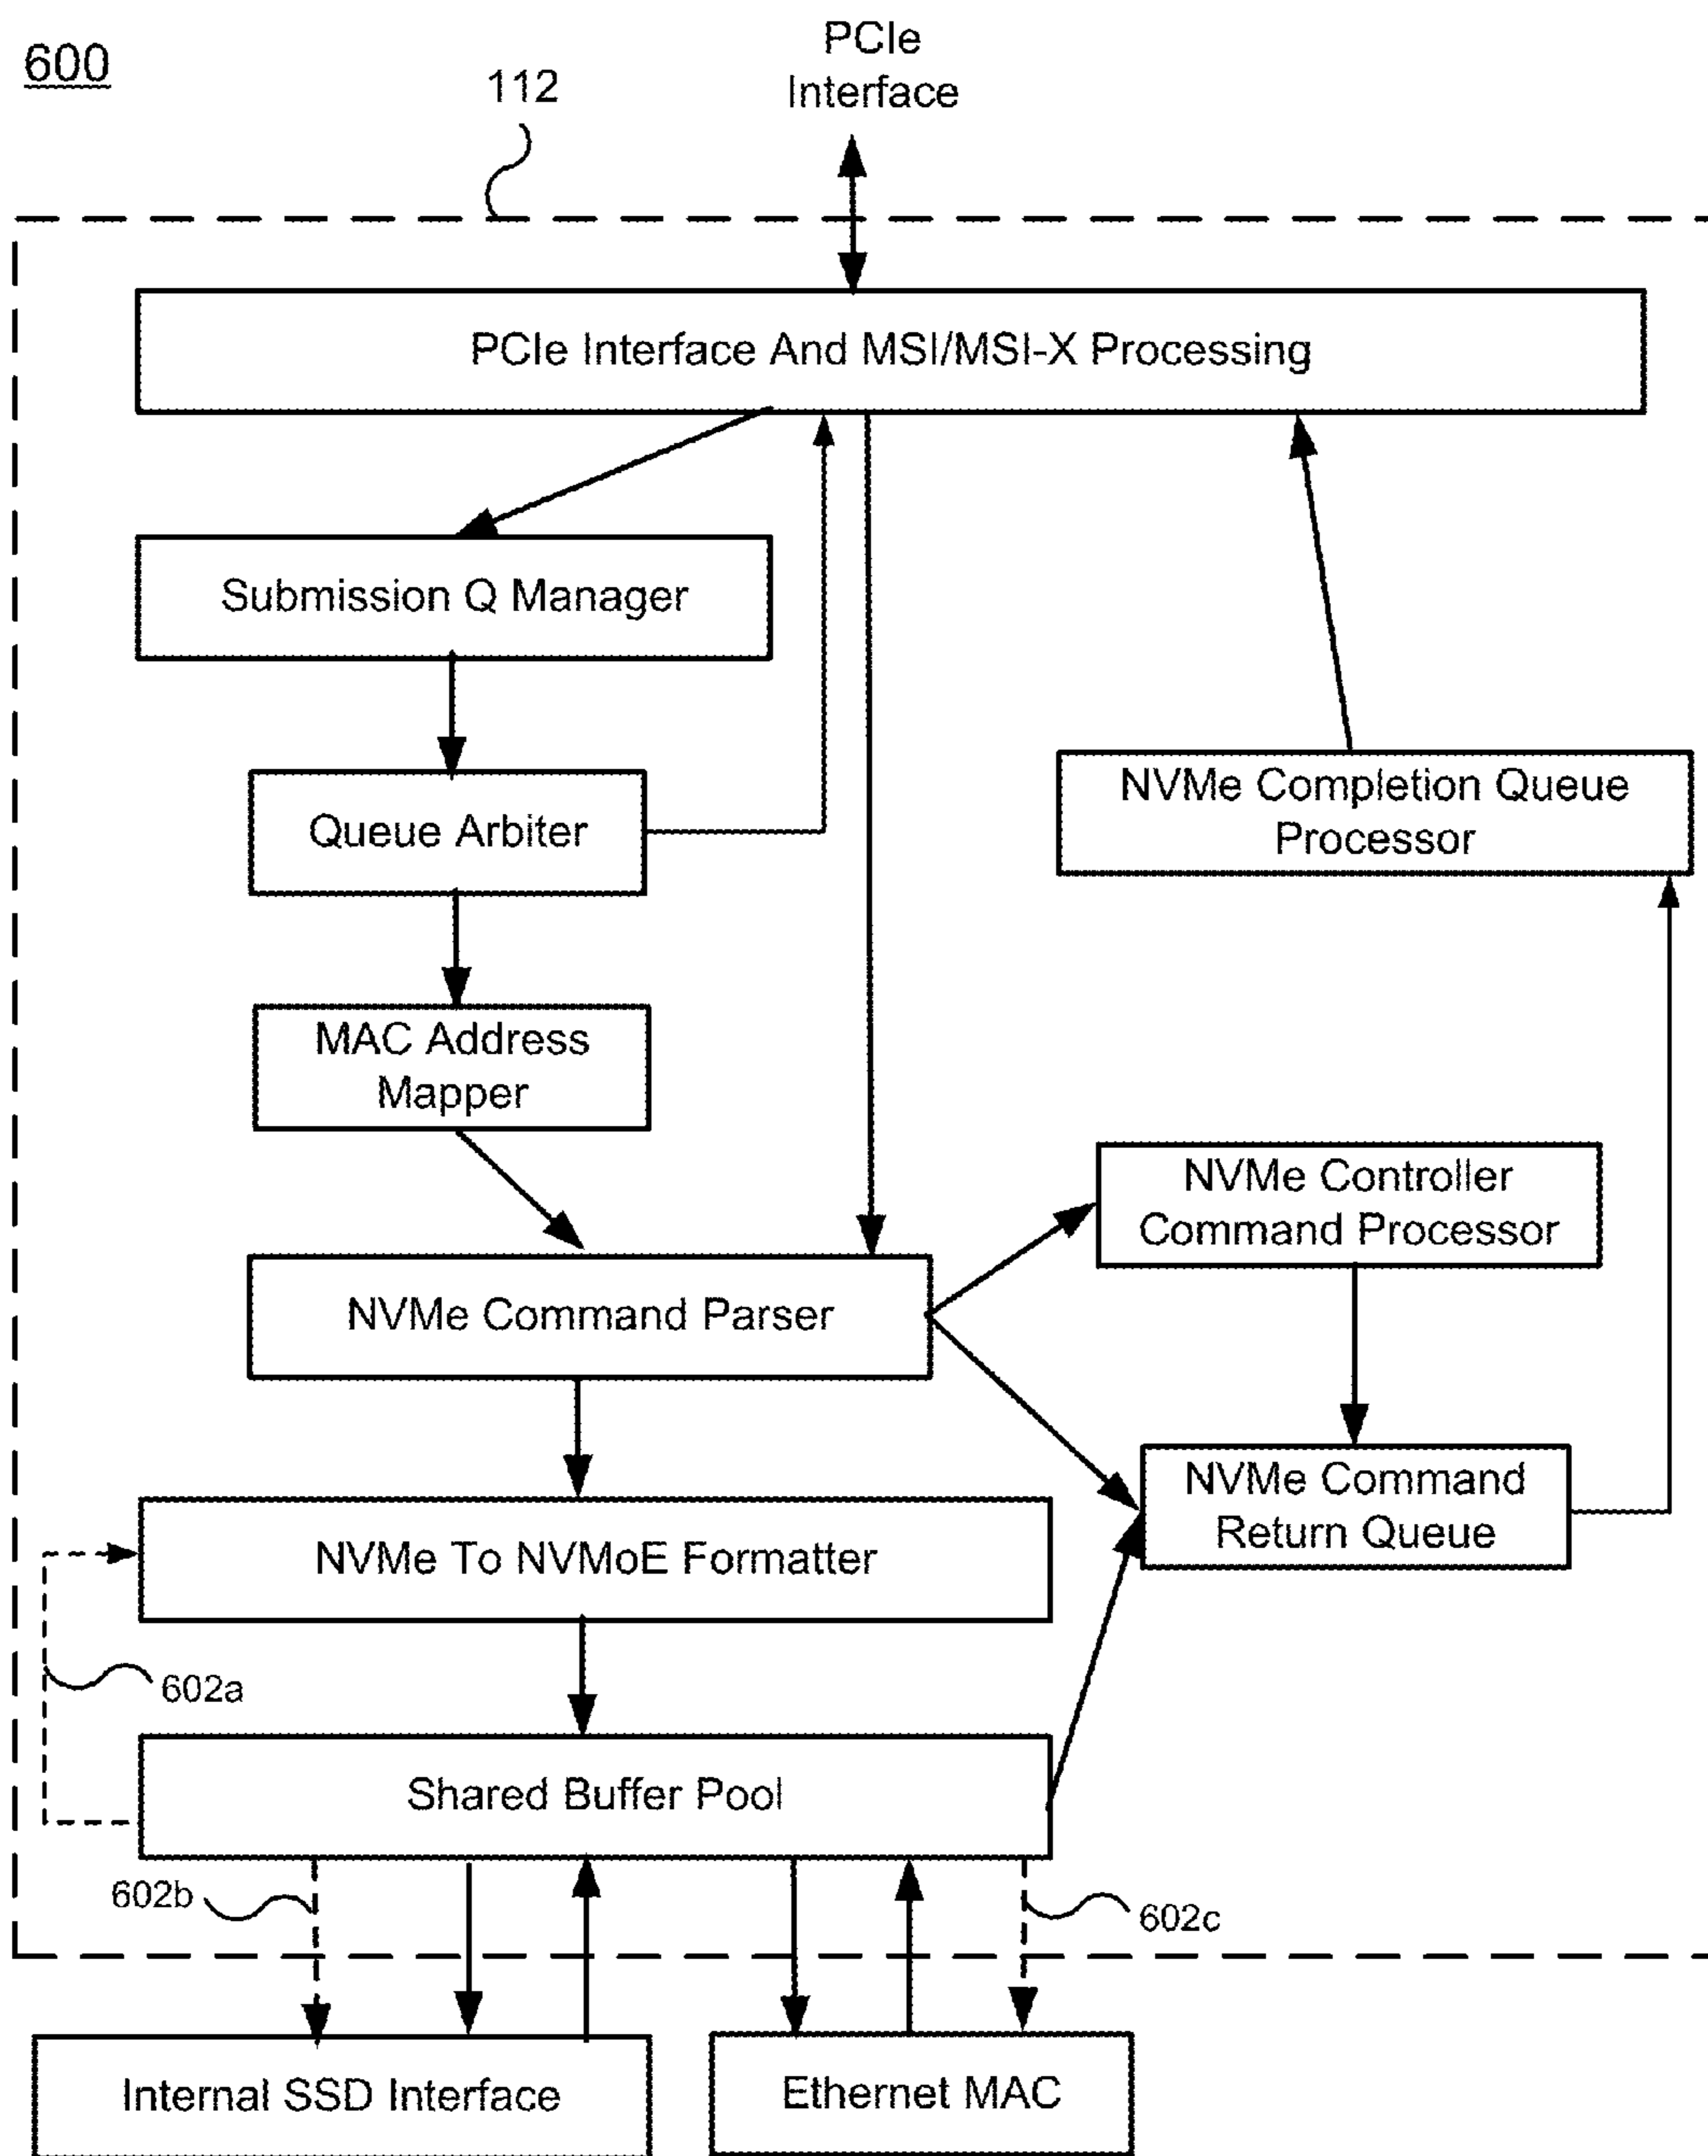 600
112
PCIe
Interface
PCIe Interface And MSI/MSI-X Processing
Submission Q Manager
Queue Arbiter
NVMe Completion Queue
Processor
MAC Address
Mapper
NVMe Controller
Command Processor
NVMe Command Parser
NVMe Command
Return Queue
NVMe To NVMoE Formatter
602a
Shared Buffer Pool
602b
602c
Internal SSD Interface
Ethernet MAC